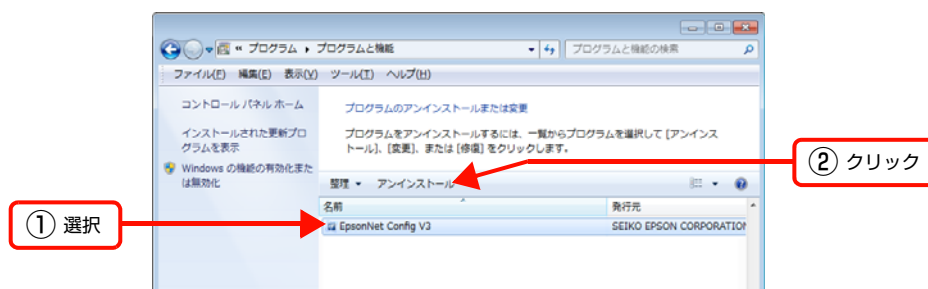 « プログラム ▸ プログラムと機能
プログラムと機能の検索
ファイル(F) 編集(E) 表示(V) ツール(T) ヘルプ(H)
コントロール パネル ホーム
インストールされた更新プロ
グラムを表示
Windows の機能の有効化また
は無効化
プログラムのアンインストールまたは変更
プログラムをアンインストールするには、一覧からプログラムを選択して [アンインス
トール]、[変更]、または [修復] をクリックします。
整理 ▼ アンインストール
名前 発行元
EpsonNet Config V3 SEIKO EPSON CORPORATION
① 選択
② クリック